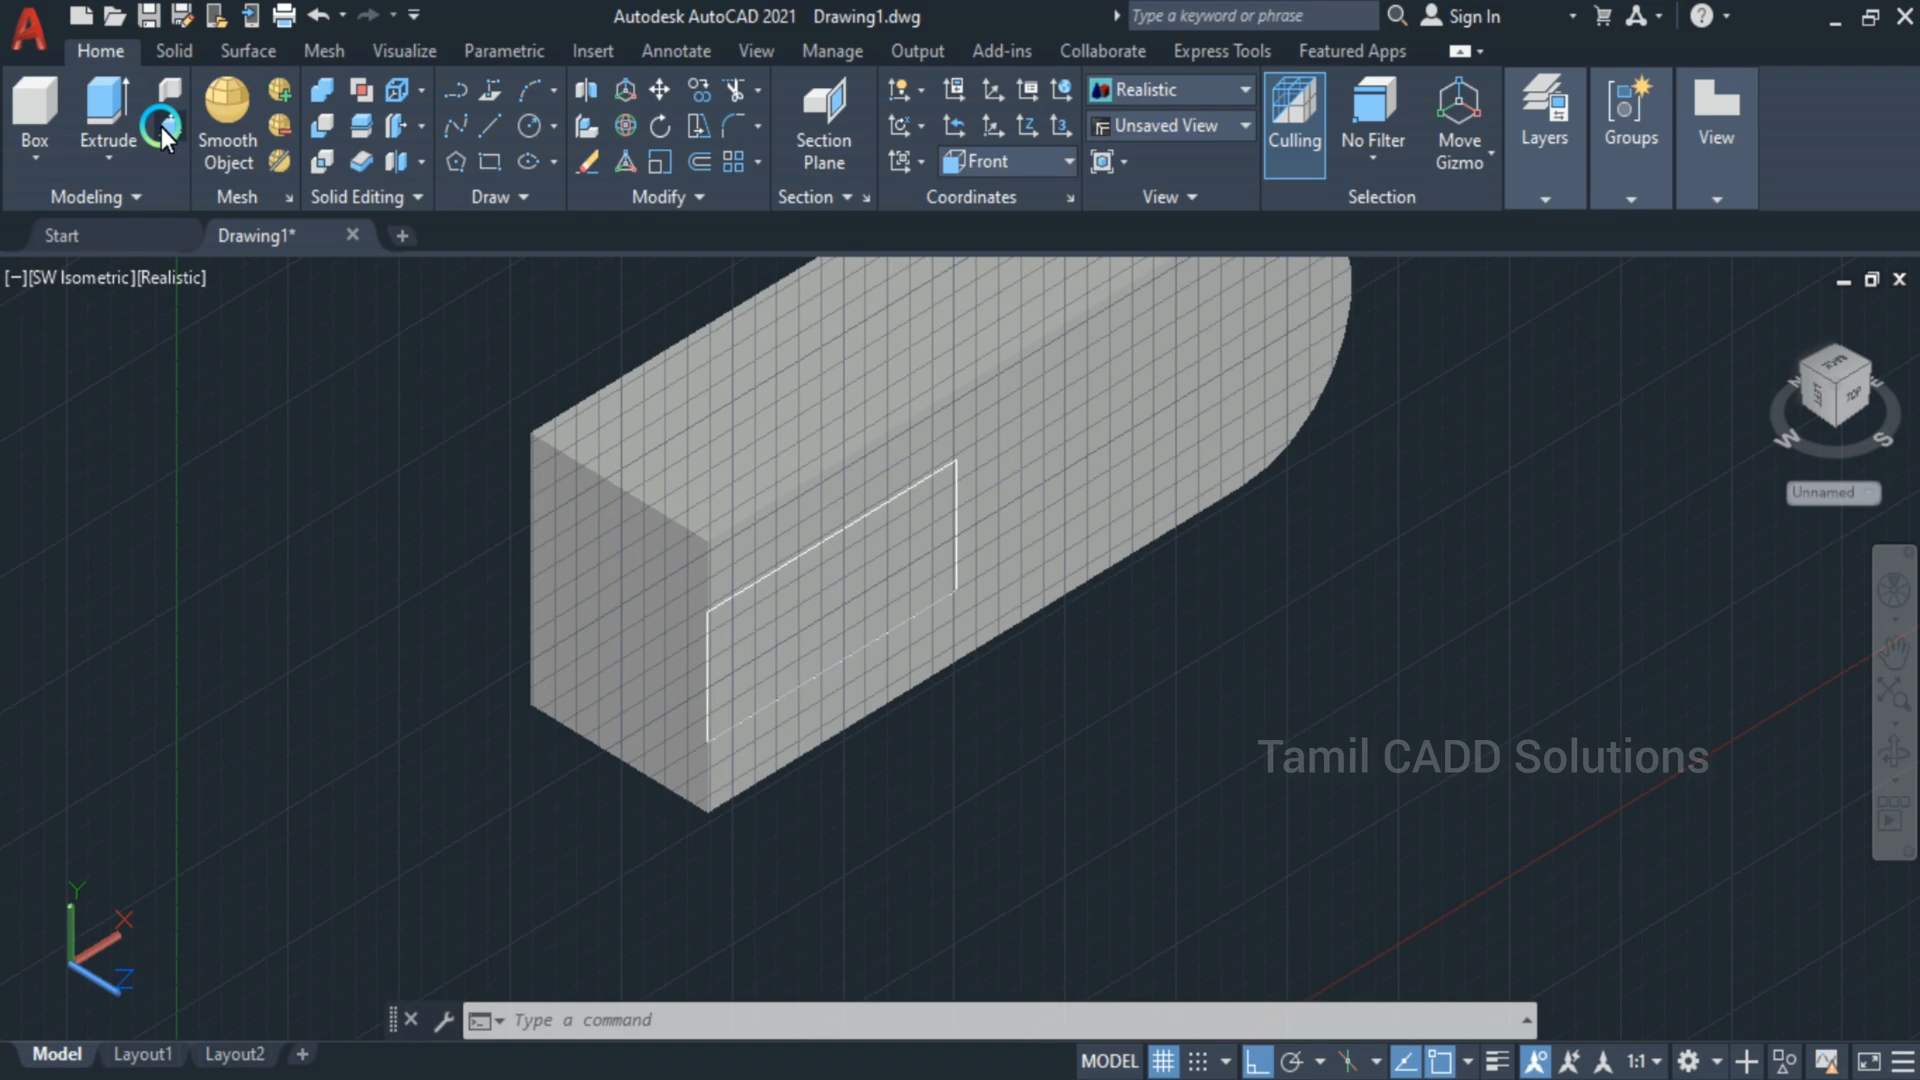 Autodesk AutoCAD 2021 Drawing1.dwg
Type a keyword or phrase
Sign In
Home Solid Surface Mesh Visualize Parametric Insert Annotate View Manage Output Add-ins Collaborate Express Tools Featured Apps
Box
Extrude
Smooth Object
Section Plane
Realistic
Unsaved View
Front
Culling
No Filter
Move Gizmo
Layers
Groups
View
Modeling
Mesh
Solid Editing
Draw
Modify
Section
Coordinates
View
Selection
Start
Drawing1*
[−][SW Isometric][Realistic]
BACK
LEFT
TOP
N
E
W
S
Unnamed
Tamil CADD Solutions
Y
X
Z
Type a command
Model
Layout1
Layout2
MODEL
1:1